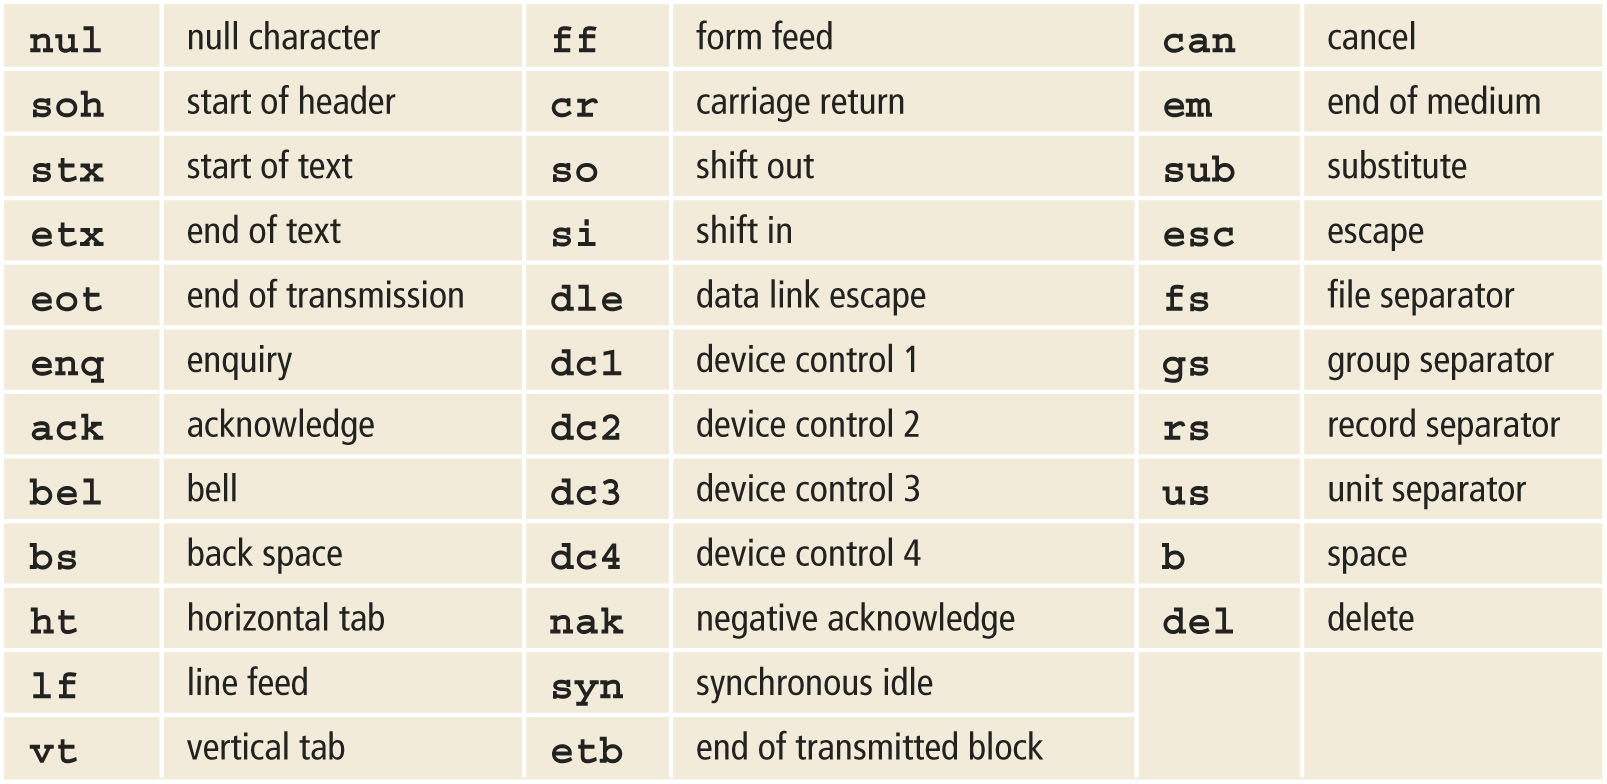 nul null character ff form feed can cancel
soh start of header cr carriage return em end of medium
stx start of text so shift out sub substitute
etx end of text si shift in esc escape
eot end of transmission dle data link escape fs file separator
enq enquiry dc1 device control 1 gs group separator
ack acknowledge dc2 device control 2 rs record separator
bel bell dc3 device control 3 us unit separator
bs back space dc4 device control 4 b space
ht horizontal tab nak negative acknowledge del delete
lf line feed syn synchronous idle
vt vertical tab etb end of transmitted block